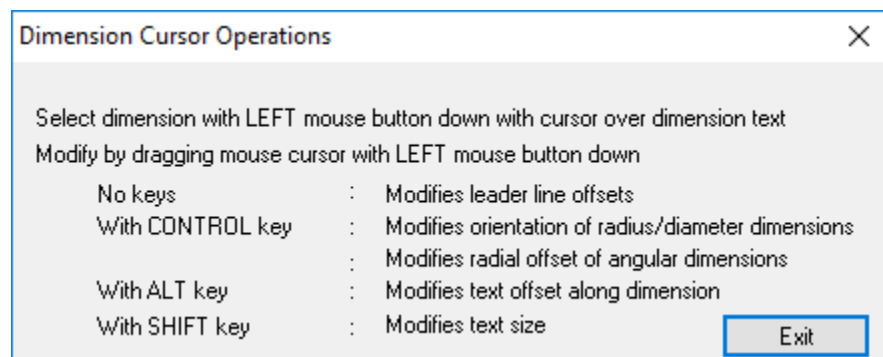 Dimension Cursor Operations
Select dimension with LEFT mouse button down with cursor over dimension text
Modify by dragging mouse cursor with LEFT mouse button down
No keys : Modifies leader line offsets
With CONTROL key : Modifies orientation of radius/diameter dimensions
: Modifies radial offset of angular dimensions
With ALT key : Modifies text offset along dimension
With SHIFT key : Modifies text size
Exit